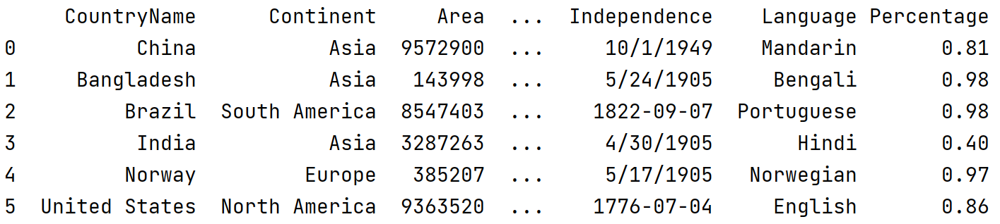 CountryName Continent Area ... Independence Language Percentage
0 China Asia 9572900 ... 10/1/1949 Mandarin 0.81
1 Bangladesh Asia 143998 ... 5/24/1905 Bengali 0.98
2 Brazil South America 8547403 ... 1822-09-07 Portuguese 0.98
3 India Asia 3287263 ... 4/30/1905 Hindi 0.40
4 Norway Europe 385207 ... 5/17/1905 Norwegian 0.97
5 United States North America 9363520 ... 1776-07-04 English 0.86